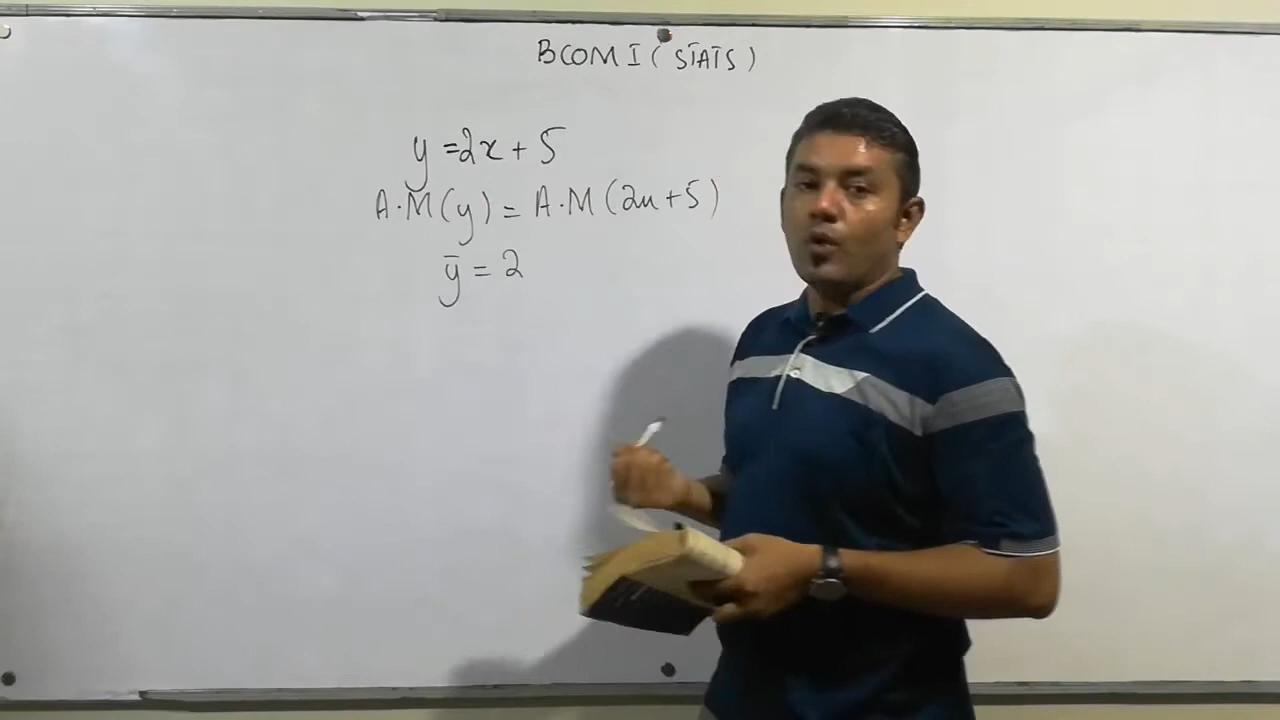 BCOM I ( STATS )
y = 2x + 5
A.M (y) = A.M (2x + 5)
ȳ = 2